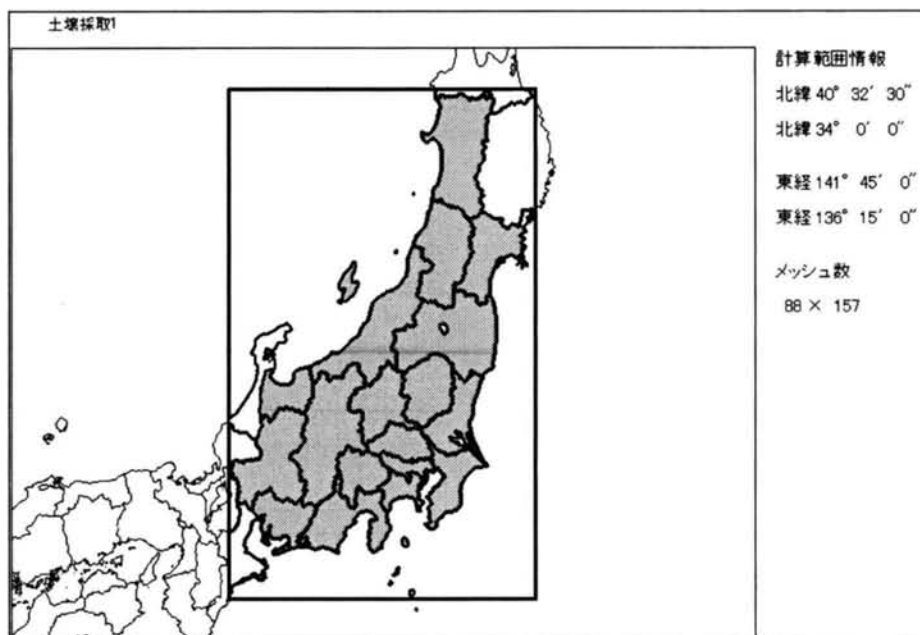 土壌採取1
計算範囲情報
北緯 40° 32′ 30″
北緯 34° 0′ 0″
東経 141° 45′ 0″
東経 136° 15′ 0″
メッシュ数
88 × 157